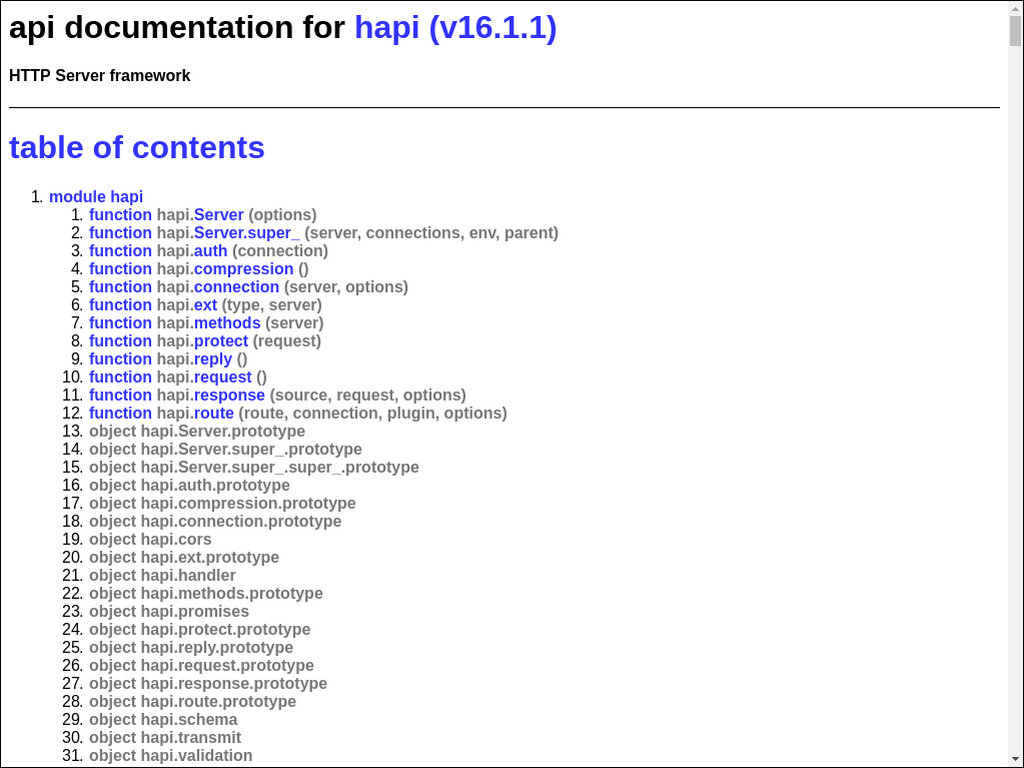 api documentation for hapi (v16.1.1)
HTTP Server framework
table of contents
1. module hapi
1. function hapi.Server (options)
2. function hapi.Server.super_ (server, connections, env, parent)
3. function hapi.auth (connection)
4. function hapi.compression ()
5. function hapi.connection (server, options)
6. function hapi.ext (type, server)
7. function hapi.methods (server)
8. function hapi.protect (request)
9. function hapi.reply ()
10. function hapi.request ()
11. function hapi.response (source, request, options)
12. function hapi.route (route, connection, plugin, options)
13. object hapi.Server.prototype
14. object hapi.Server.super_.prototype
15. object hapi.Server.super_.super_.prototype
16. object hapi.auth.prototype
17. object hapi.compression.prototype
18. object hapi.connection.prototype
19. object hapi.cors
20. object hapi.ext.prototype
21. object hapi.handler
22. object hapi.methods.prototype
23. object hapi.promises
24. object hapi.protect.prototype
25. object hapi.reply.prototype
26. object hapi.request.prototype
27. object hapi.response.prototype
28. object hapi.route.prototype
29. object hapi.schema
30. object hapi.transmit
31. object hapi.validation